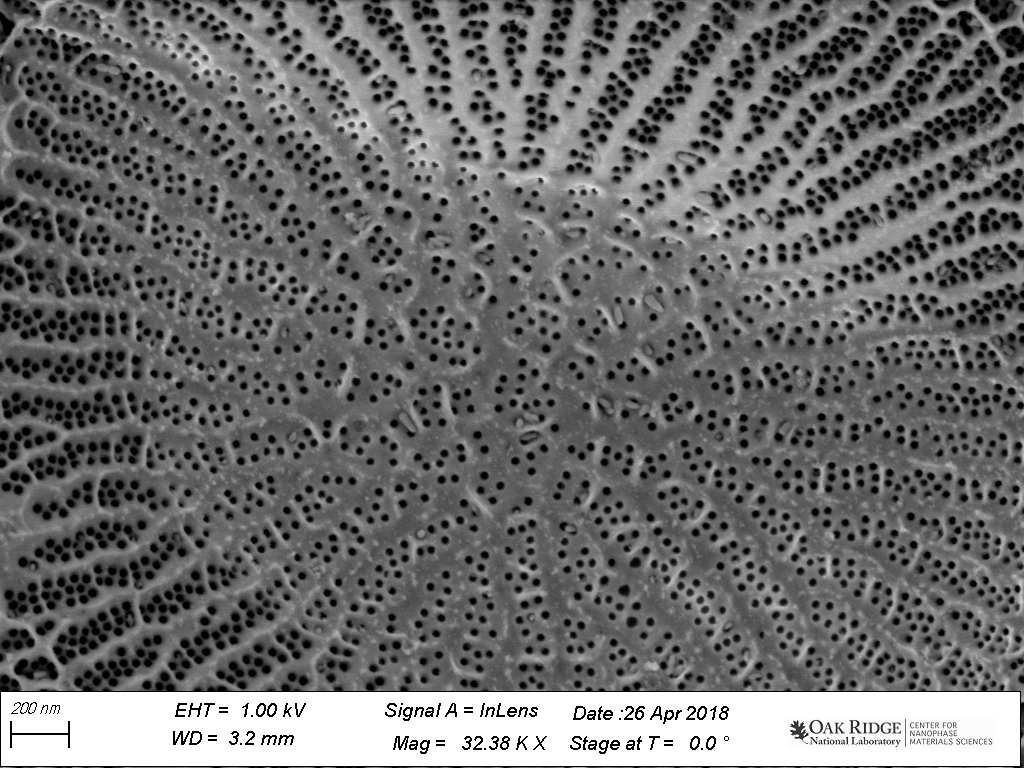 200 nm
EHT = 1.00 kV
Signal A = InLens
Date :26 Apr 2018
WD = 3.2 mm
Mag = 32.38 K X
Stage at T = 0.0 °
OAK RIDGE
National Laboratory
CENTER FOR
NANOPHASE
MATERIALS SCIENCES